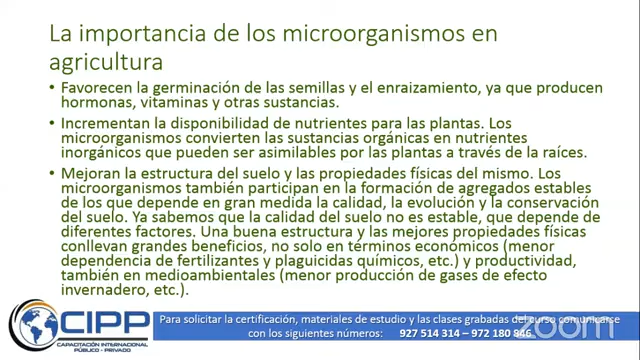 La importancia de los microorganismos en
agricultura
• Favorecen la germinación de las semillas y el enraizamiento, ya que producen
hormonas, vitaminas y otras sustancias.
• Incrementan la disponibilidad de nutrientes para las plantas. Los
microorganismos convierten las sustancias orgánicas en nutrientes
inorgánicos que pueden ser asimilables por las plantas a través de la raíces.
• Mejoran la estructura del suelo y las propiedades físicas del mismo. Los
microorganismos también participan en la formación de agregados estables
de los que depende en gran medida la calidad, la evolución y la conservación
del suelo. Ya sabemos que la calidad del suelo no es estable, que depende de
diferentes factores. Una buena estructura y las mejores propiedades físicas
conllevan grandes beneficios, no solo en términos económicos (menor
dependencia de fertilizantes y plaguicidas químicos, etc.) y productividad,
también en medioambientales (menor producción de gases de efecto
invernadero, etc.).
CIPP
CAPACITACIÓN INTERNACIONAL
PÚBLICO - PRIVADO
Para solicitar la certificación, materiales de estudio y las clases grabadas del curso comunicarse
con los siguientes números: 927 514 314 – 972 180 846
zoom